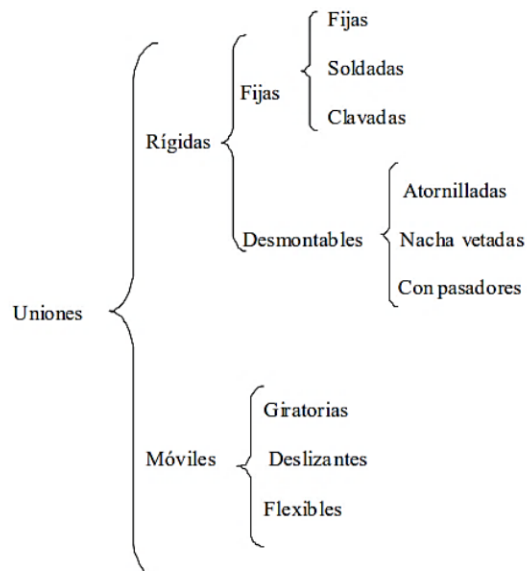 Uniones
Rígidas
Fijas
Fijas
Soldadas
Clavadas
Desmontables
Atornilladas
Nacha vetadas
Con pasadores
Móviles
Giratorias
Deslizantes
Flexibles